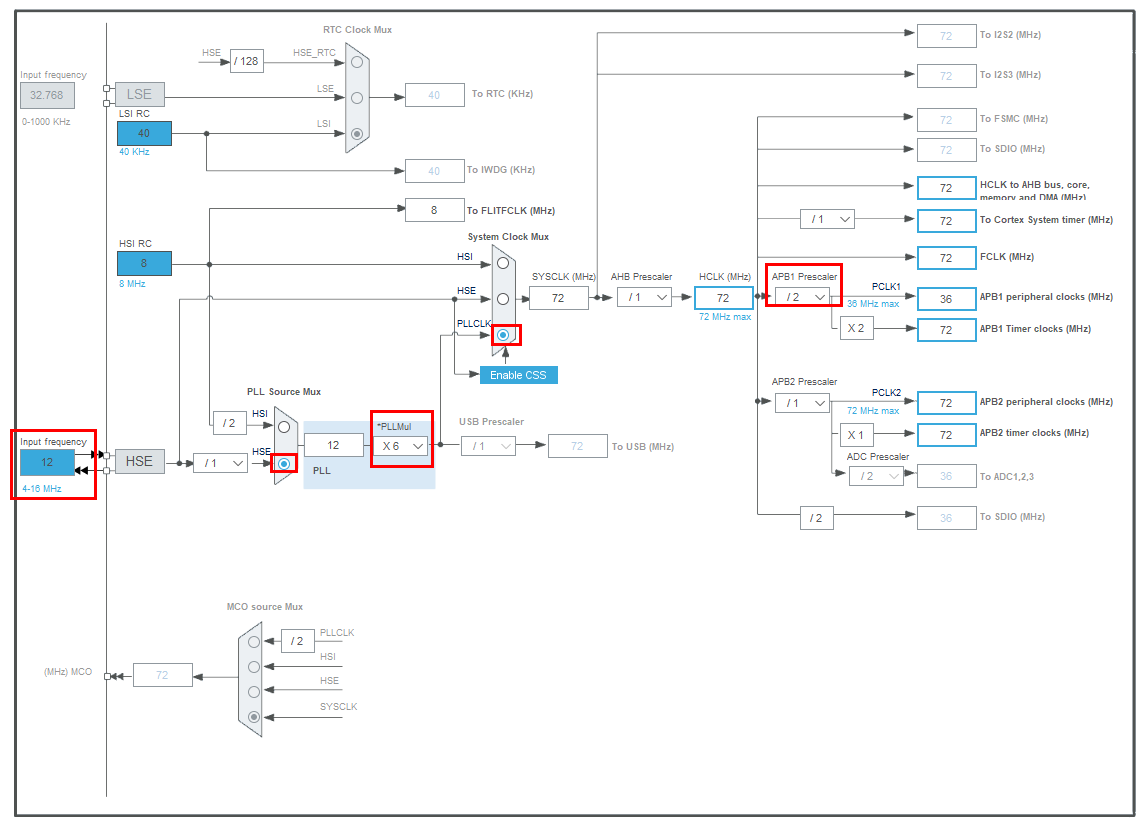 RTC Clock Mux
HSE
/ 128
HSE_RTC
72
To I2S2 (MHz)
Input frequency
32.768
0-1000 KHz
LSE
LSE
40
To RTC (KHz)
72
To I2S3 (MHz)
LSI RC
40
40 KHz
LSI
72
To FSMC (MHz)
72
To SDIO (MHz)
40
To IWDG (KHz)
72
HCLK to AHB bus, core,
memory and DMA (MHz)
8
To FLITFCLK (MHz)
/ 1
72
To Cortex System timer (MHz)
System Clock Mux
HSI RC
8
8 MHz
HSI
72
FCLK (MHz)
HSE
SYSCLK (MHz)
72
AHB Prescaler
/ 1
HCLK (MHz)
72
72 MHz max
APB1 Prescaler
/ 2
PCLK1
36 MHz max
36
APB1 peripheral clocks (MHz)
PLLCLK
X 2
72
APB1 Timer clocks (MHz)
Enable CSS
PLL Source Mux
/ 2
HSI
APB2 Prescaler
/ 1
PCLK2
72 MHz max
72
APB2 peripheral clocks (MHz)
Input frequency
12
4-16 MHz
HSE
/ 1
HSE
12
*PLLMul
X 6
PLL
USB Prescaler
/ 1
72
To USB (MHz)
X 1
72
APB2 timer clocks (MHz)
ADC Prescaler
/ 2
36
To ADC1,2,3
/ 2
36
To SDIO (MHz)
MCO source Mux
/ 2
PLLCLK
HSI
(MHz) MCO
72
HSE
SYSCLK